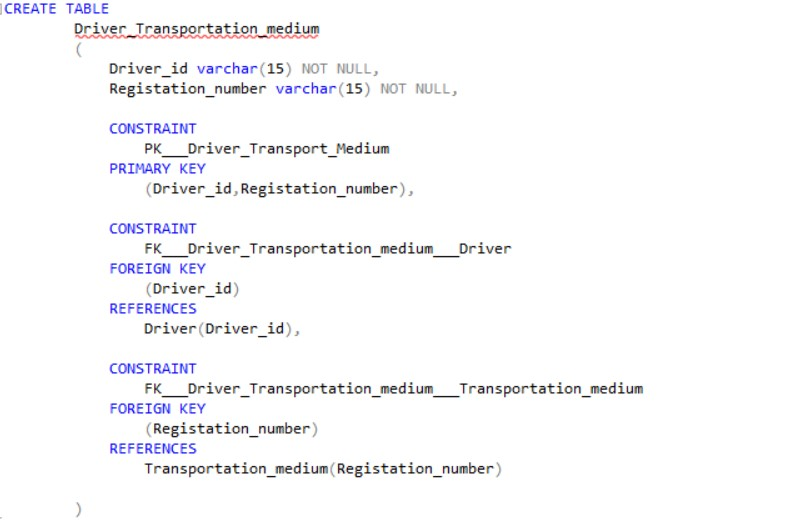 CREATE TABLE
Driver_Transportation_medium
(
Driver_id varchar(15) NOT NULL,
Registation_number varchar(15) NOT NULL,
CONSTRAINT
PK___Driver_Transport_Medium
PRIMARY KEY
(Driver_id,Registation_number),
CONSTRAINT
FK___Driver_Transportation_medium___Driver
FOREIGN KEY
(Driver_id)
REFERENCES
Driver(Driver_id),
CONSTRAINT
FK___Driver_Transportation_medium___Transportation_medium
FOREIGN KEY
(Registation_number)
REFERENCES
Transportation_medium(Registation_number)
)